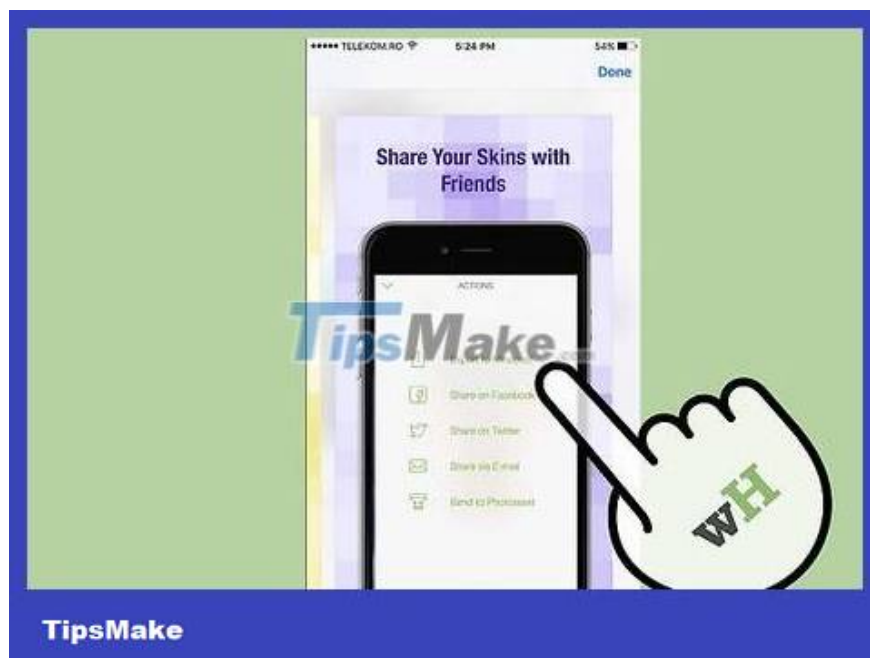 TELEKOM.RO 5:24 PM 54%
Done
Share Your Skins with
Friends
ACTIONS
TipsMake.com
Share on Facebook
Share on Twitter
Share via E-mail
Send to
wH
TipsMake